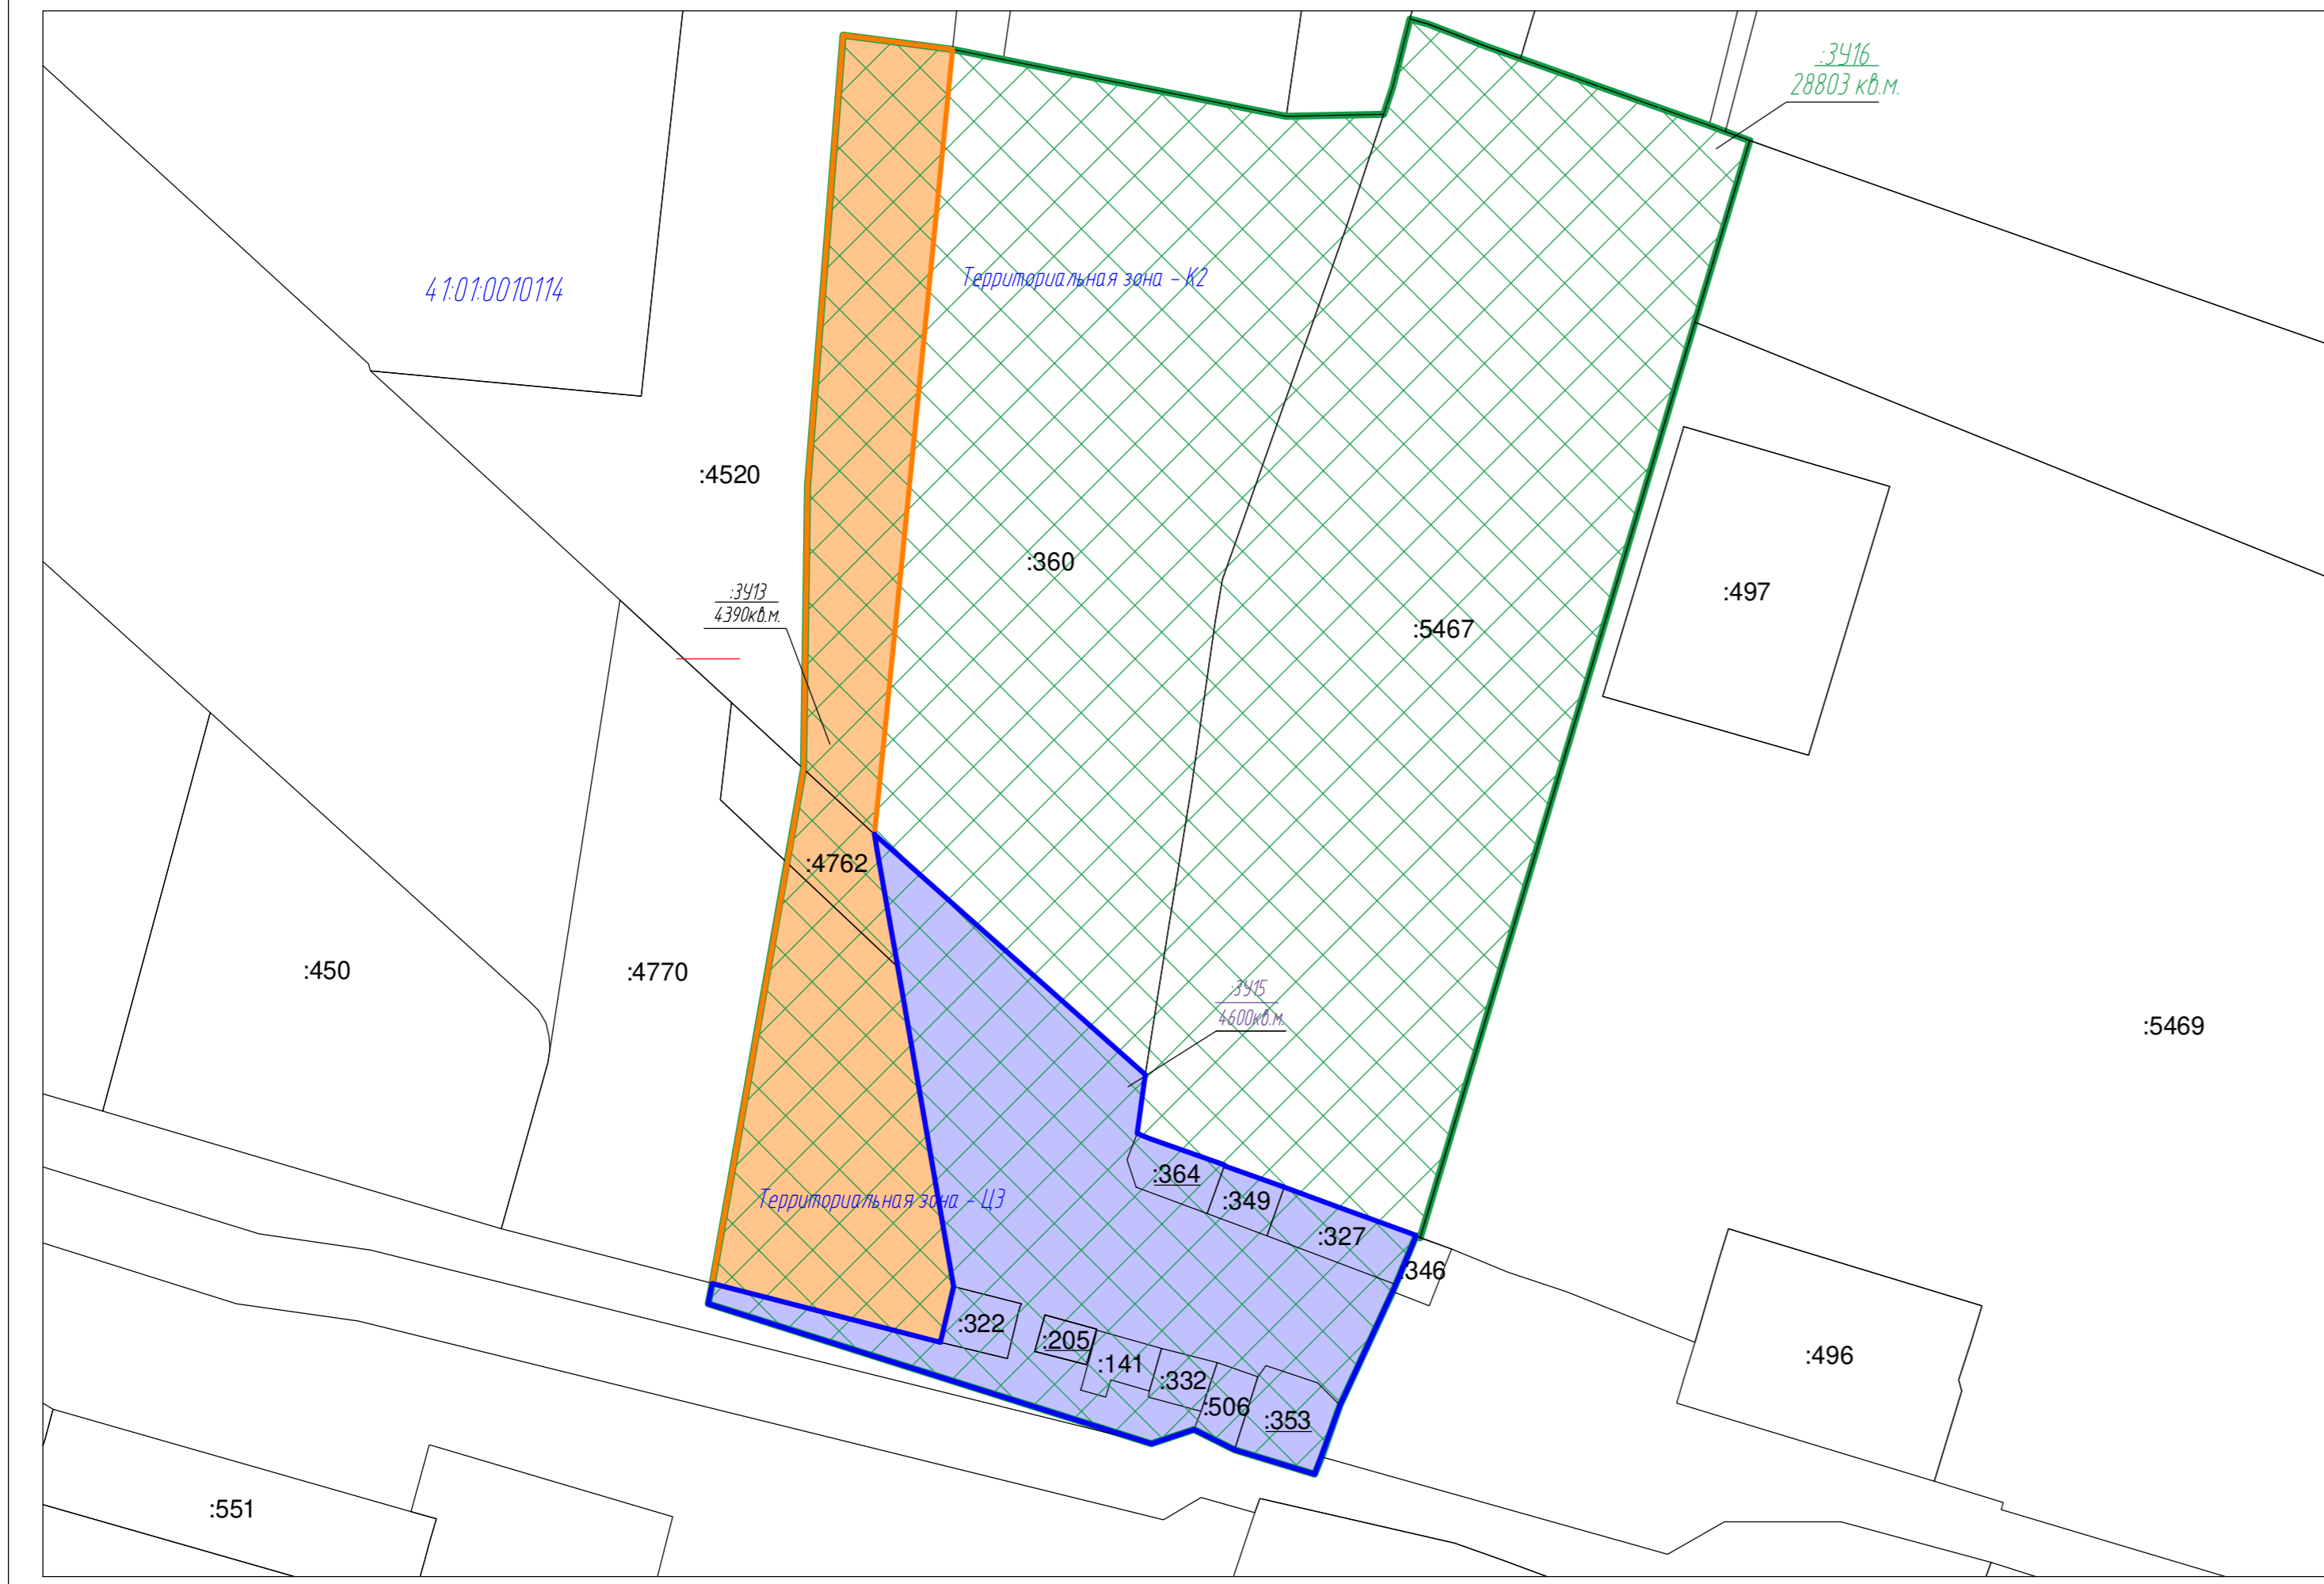 :ЗУ16
28803 кв.м.
Территориальная зона - К2
41:01:0010114
:4520
:360
:ЗУ13
4390кв.м.
:497
:5467
:4762
:450
:4770
:ЗУ15
4600кв.м.
:5469
:364
:349
Территориальная зона - Ц3
:327
:346
:322
:205
:141
:332
:506
:353
:496
:551